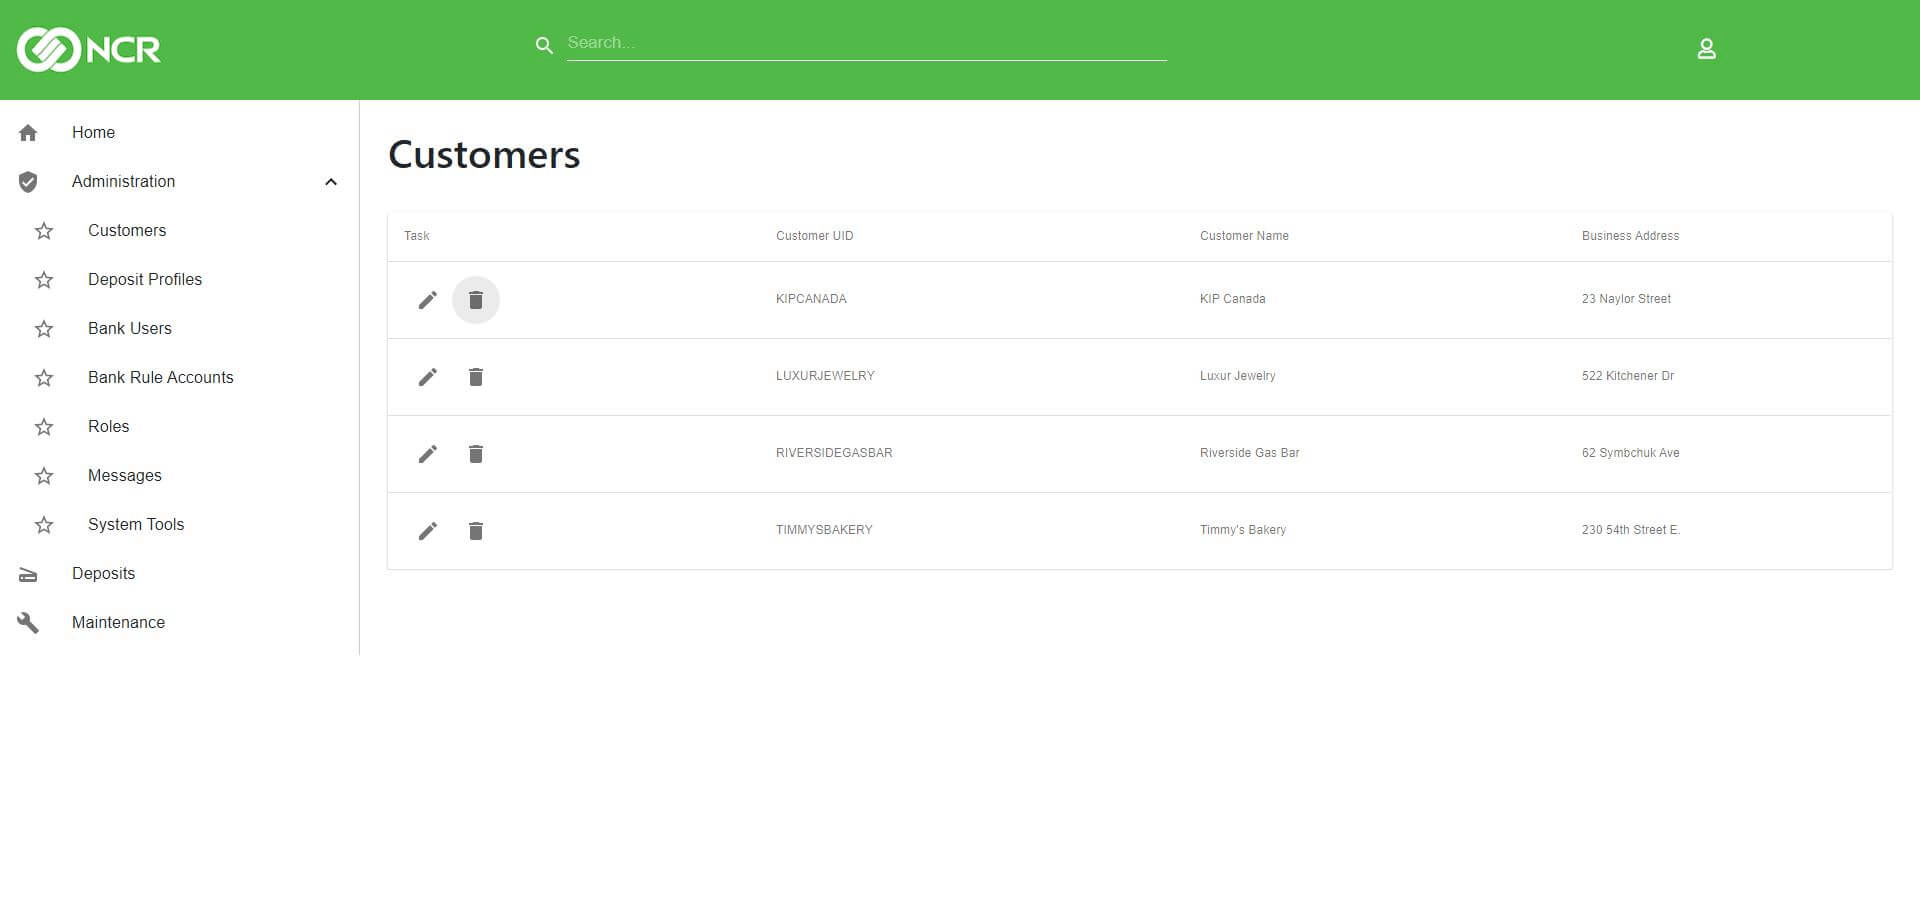 NCR
Search...
Home
Administration
Customers
Deposit Profiles
Bank Users
Bank Rule Accounts
Roles
Messages
System Tools
Deposits
Maintenance
Customers
Task Customer UID Customer Name Business Address
KIPCANADA KIP Canada 23 Naylor Street
LUXURJEWELRY Luxur Jewelry 522 Kitchener Dr
RIVERSIDEGASBAR Riverside Gas Bar 62 Symbchuk Ave
TIMMYSBAKERY Timmy's Bakery 230 54th Street E.